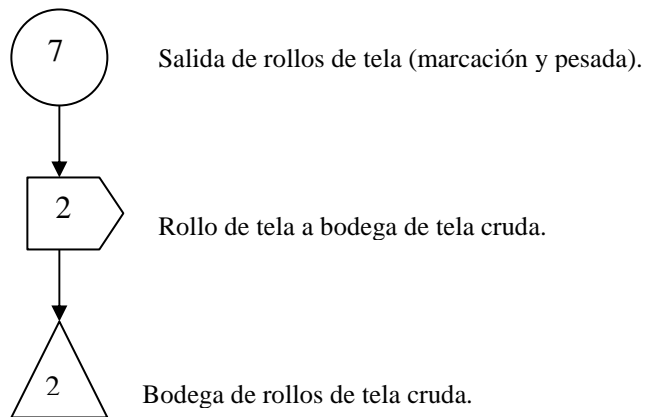 7 Salida de rollos de tela (marcación y pesada).
2 Rollo de tela a bodega de tela cruda.
2 Bodega de rollos de tela cruda.